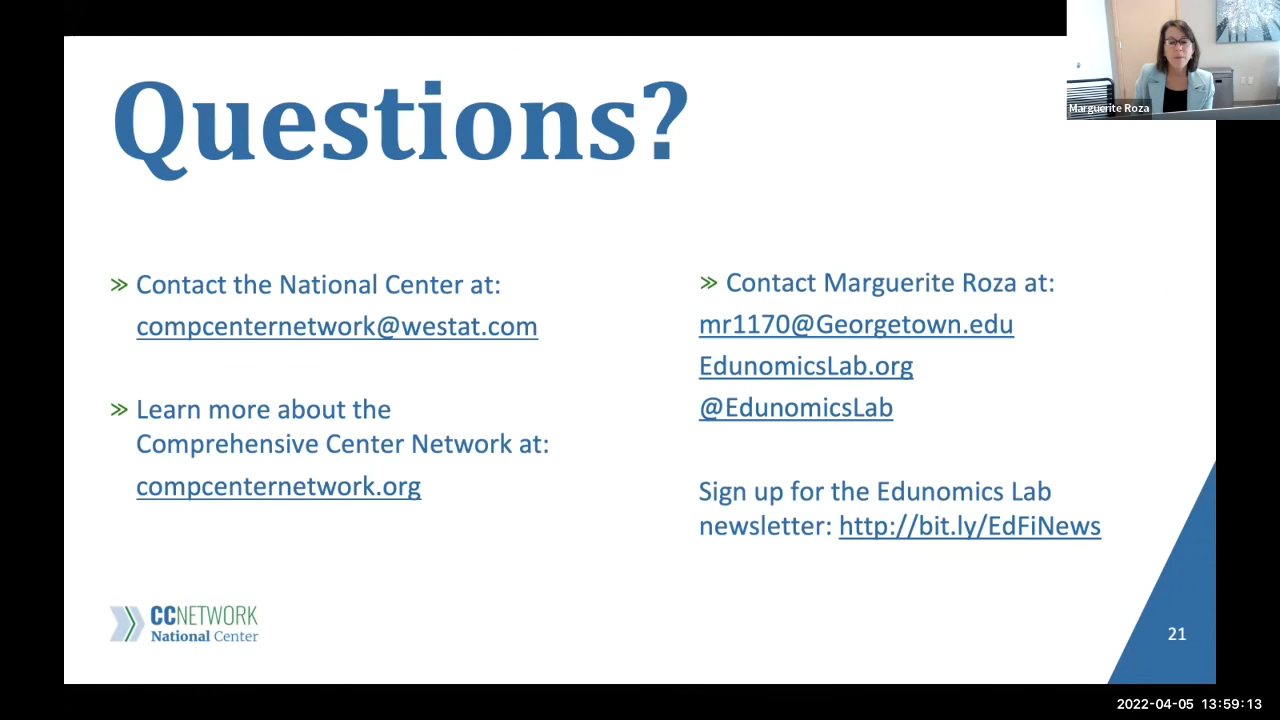 Questions?
Marguerite Roza
» Contact the National Center at:
compcenternetwork@westat.com
» Learn more about the
Comprehensive Center Network at:
compcenternetwork.org
» Contact Marguerite Roza at:
mr1170@Georgetown.edu
EdunomicsLab.org
@EdunomicsLab
Sign up for the Edunomics Lab
newsletter: http://bit.ly/EdFiNews
CCNETWORK
National Center
21
2022-04-05 13:59:13